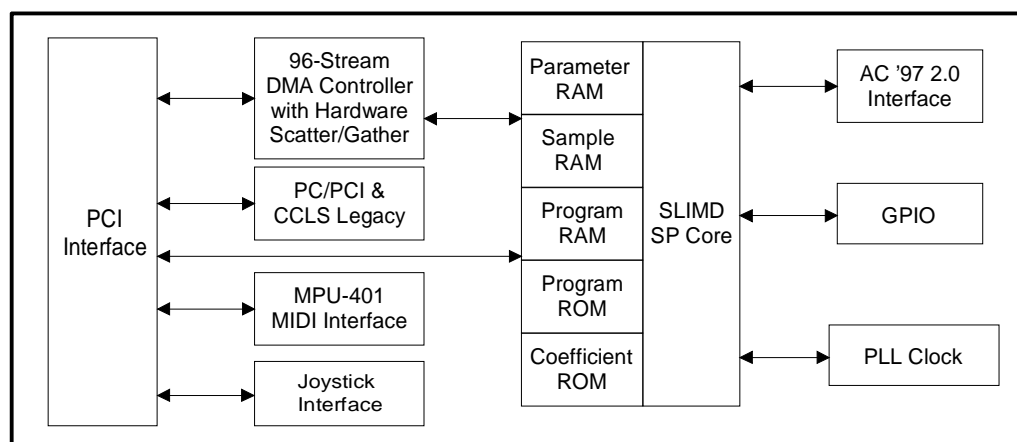 PCI
Interface
96-Stream
DMA Controller
with Hardware
Scatter/Gather
PC/PCI &
CCLS Legacy
MPU-401
MIDI Interface
Joystick
Interface
Parameter
RAM
Sample
RAM
Program
RAM
Program
ROM
Coefficient
ROM
SLIMD
SP Core
AC '97 2.0
Interface
GPIO
PLL Clock